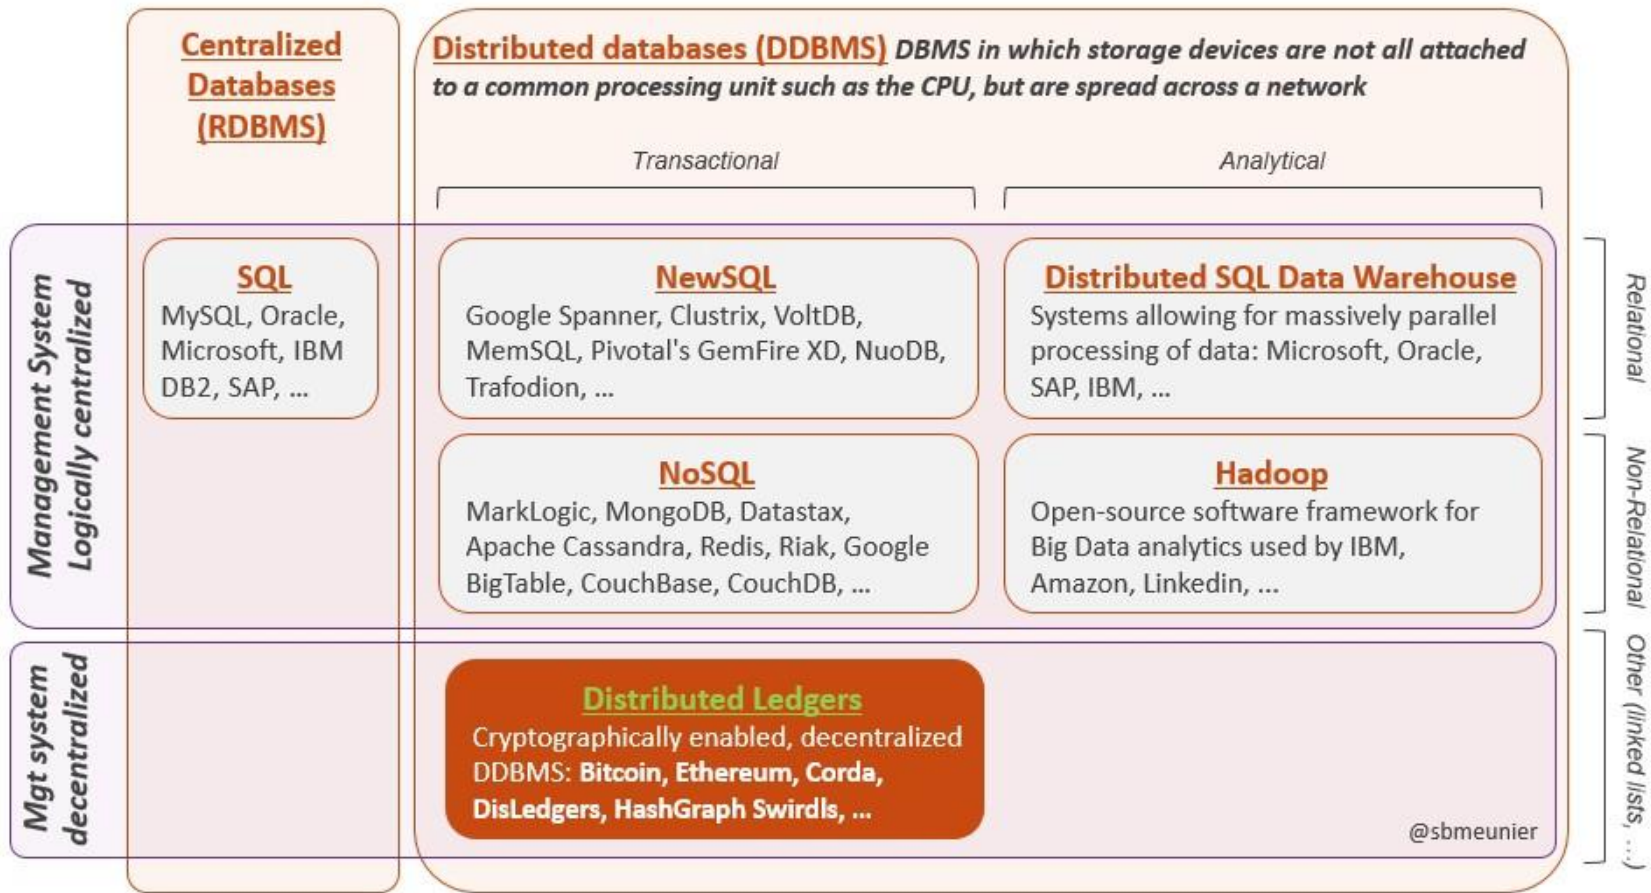 Centralized
Databases
(RDBMS)
Distributed databases (DDBMS) DBMS in which storage devices are not all attached
to a common processing unit such as the CPU, but are spread across a network
Transactional
Analytical
Management System
Logically centralized
SQL
MySQL, Oracle,
Microsoft, IBM
DB2, SAP, ...
NewSQL
Google Spanner, Clustrix, VoltDB,
MemSQL, Pivotal's GemFire XD, NuoDB,
Trafodion, ...
Distributed SQL Data Warehouse
Systems allowing for massively parallel
processing of data: Microsoft, Oracle,
SAP, IBM, ...
Relational
NoSQL
MarkLogic, MongoDB, Datastax,
Apache Cassandra, Redis, Riak, Google
BigTable, CouchBase, CouchDB, ...
Hadoop
Open-source software framework for
Big Data analytics used by IBM,
Amazon, Linkedin, ...
Non-Relational
Mgt system
decentralized
Distributed Ledgers
Cryptographically enabled, decentralized
DDBMS: Bitcoin, Ethereum, Corda,
DisLedgers, HashGraph Swirdls, ...
@sbmeunier
Other (linked lists, ...)